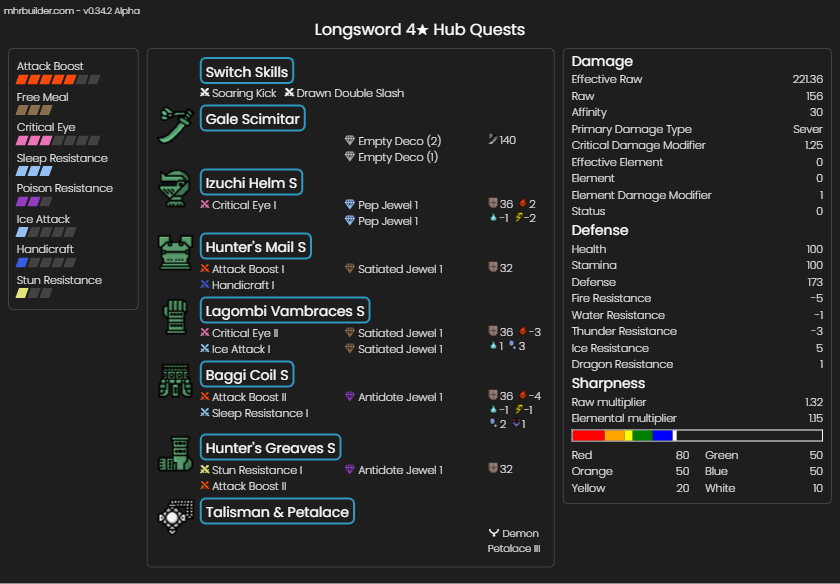 mhrbuilder.com - v0.34.2 Alpha
Longsword 4★ Hub Quests
Attack Boost
Free Meal
Critical Eye
Sleep Resistance
Poison Resistance
Ice Attack
Handicraft
Stun Resistance
Switch Skills
Soaring Kick Drawn Double Slash
Gale Scimitar
Empty Deco (2) 140
Empty Deco (1)
Izuchi Helm S
Critical Eye I Pep Jewel 1 36 2
Pep Jewel 1 -1 -2
Hunter's Mail S
Attack Boost I Satiated Jewel 1 32
Handicraft I
Lagombi Vambraces S
Critical Eye II Satiated Jewel 1 36 -3
Ice Attack I Satiated Jewel 1 1 3
Baggi Coil S
Attack Boost II Antidote Jewel 1 36 -4
Sleep Resistance I -1 -1
2 1
Hunter's Greaves S
Stun Resistance I Antidote Jewel 1 32
Attack Boost II
Talisman & Petalace
Demon
Petalace III
Damage
Effective Raw 221.36
Raw 156
Affinity 30
Primary Damage Type Sever
Critical Damage Modifier 1.25
Effective Element 0
Element 0
Element Damage Modifier 1
Status 0
Defense
Health 100
Stamina 100
Defense 173
Fire Resistance -5
Water Resistance -1
Thunder Resistance -3
Ice Resistance 5
Dragon Resistance 1
Sharpness
Raw multiplier 1.32
Elemental multiplier 1.15
Red 80 Green 50
Orange 50 Blue 50
Yellow 20 White 10